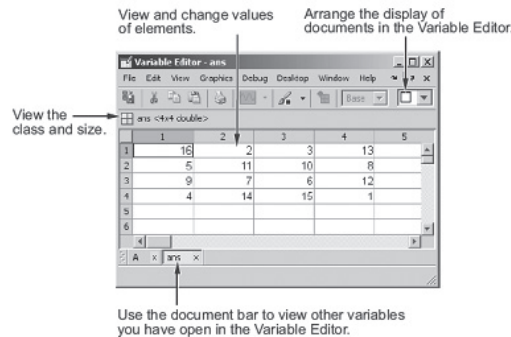 View and change values
of elements.
Arrange the display of
documents in the Variable Editor.
Variable Editor - ans
File Edit View Graphics Debug Desktop Window Help
Base
View the
class and size.
ans <4x4 double>
1 2 3 4 5
1 16 2 3 13
2 5 11 10 8
3 9 7 6 12
4 4 14 15 1
5
6
A × ans ×
Use the document bar to view other variables
you have open in the Variable Editor.